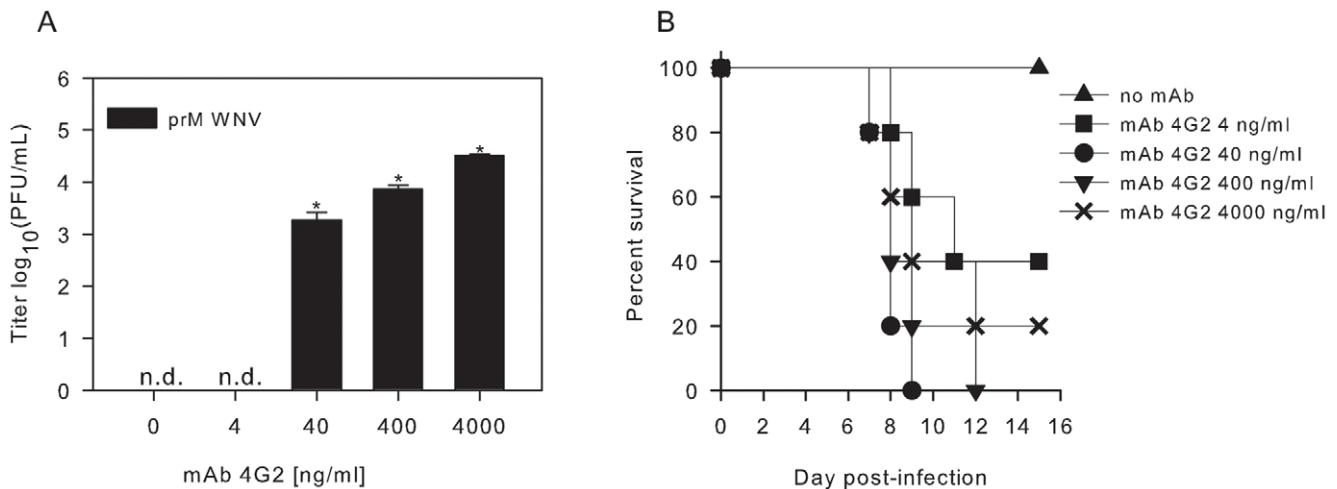 A
Titer log10(PFU/mL)
6
5
4
3
2
1
0
prM WNV
n.d.
n.d.
*
*
*
0 4 40 400 4000
mAb 4G2 [ng/ml]
B
Percent survival
100
80
60
40
20
0
0 2 4 6 8 10 12 14 16
Day post-infection
no mAb
mAb 4G2 4 ng/ml
mAb 4G2 40 ng/ml
mAb 4G2 400 ng/ml
mAb 4G2 4000 ng/ml